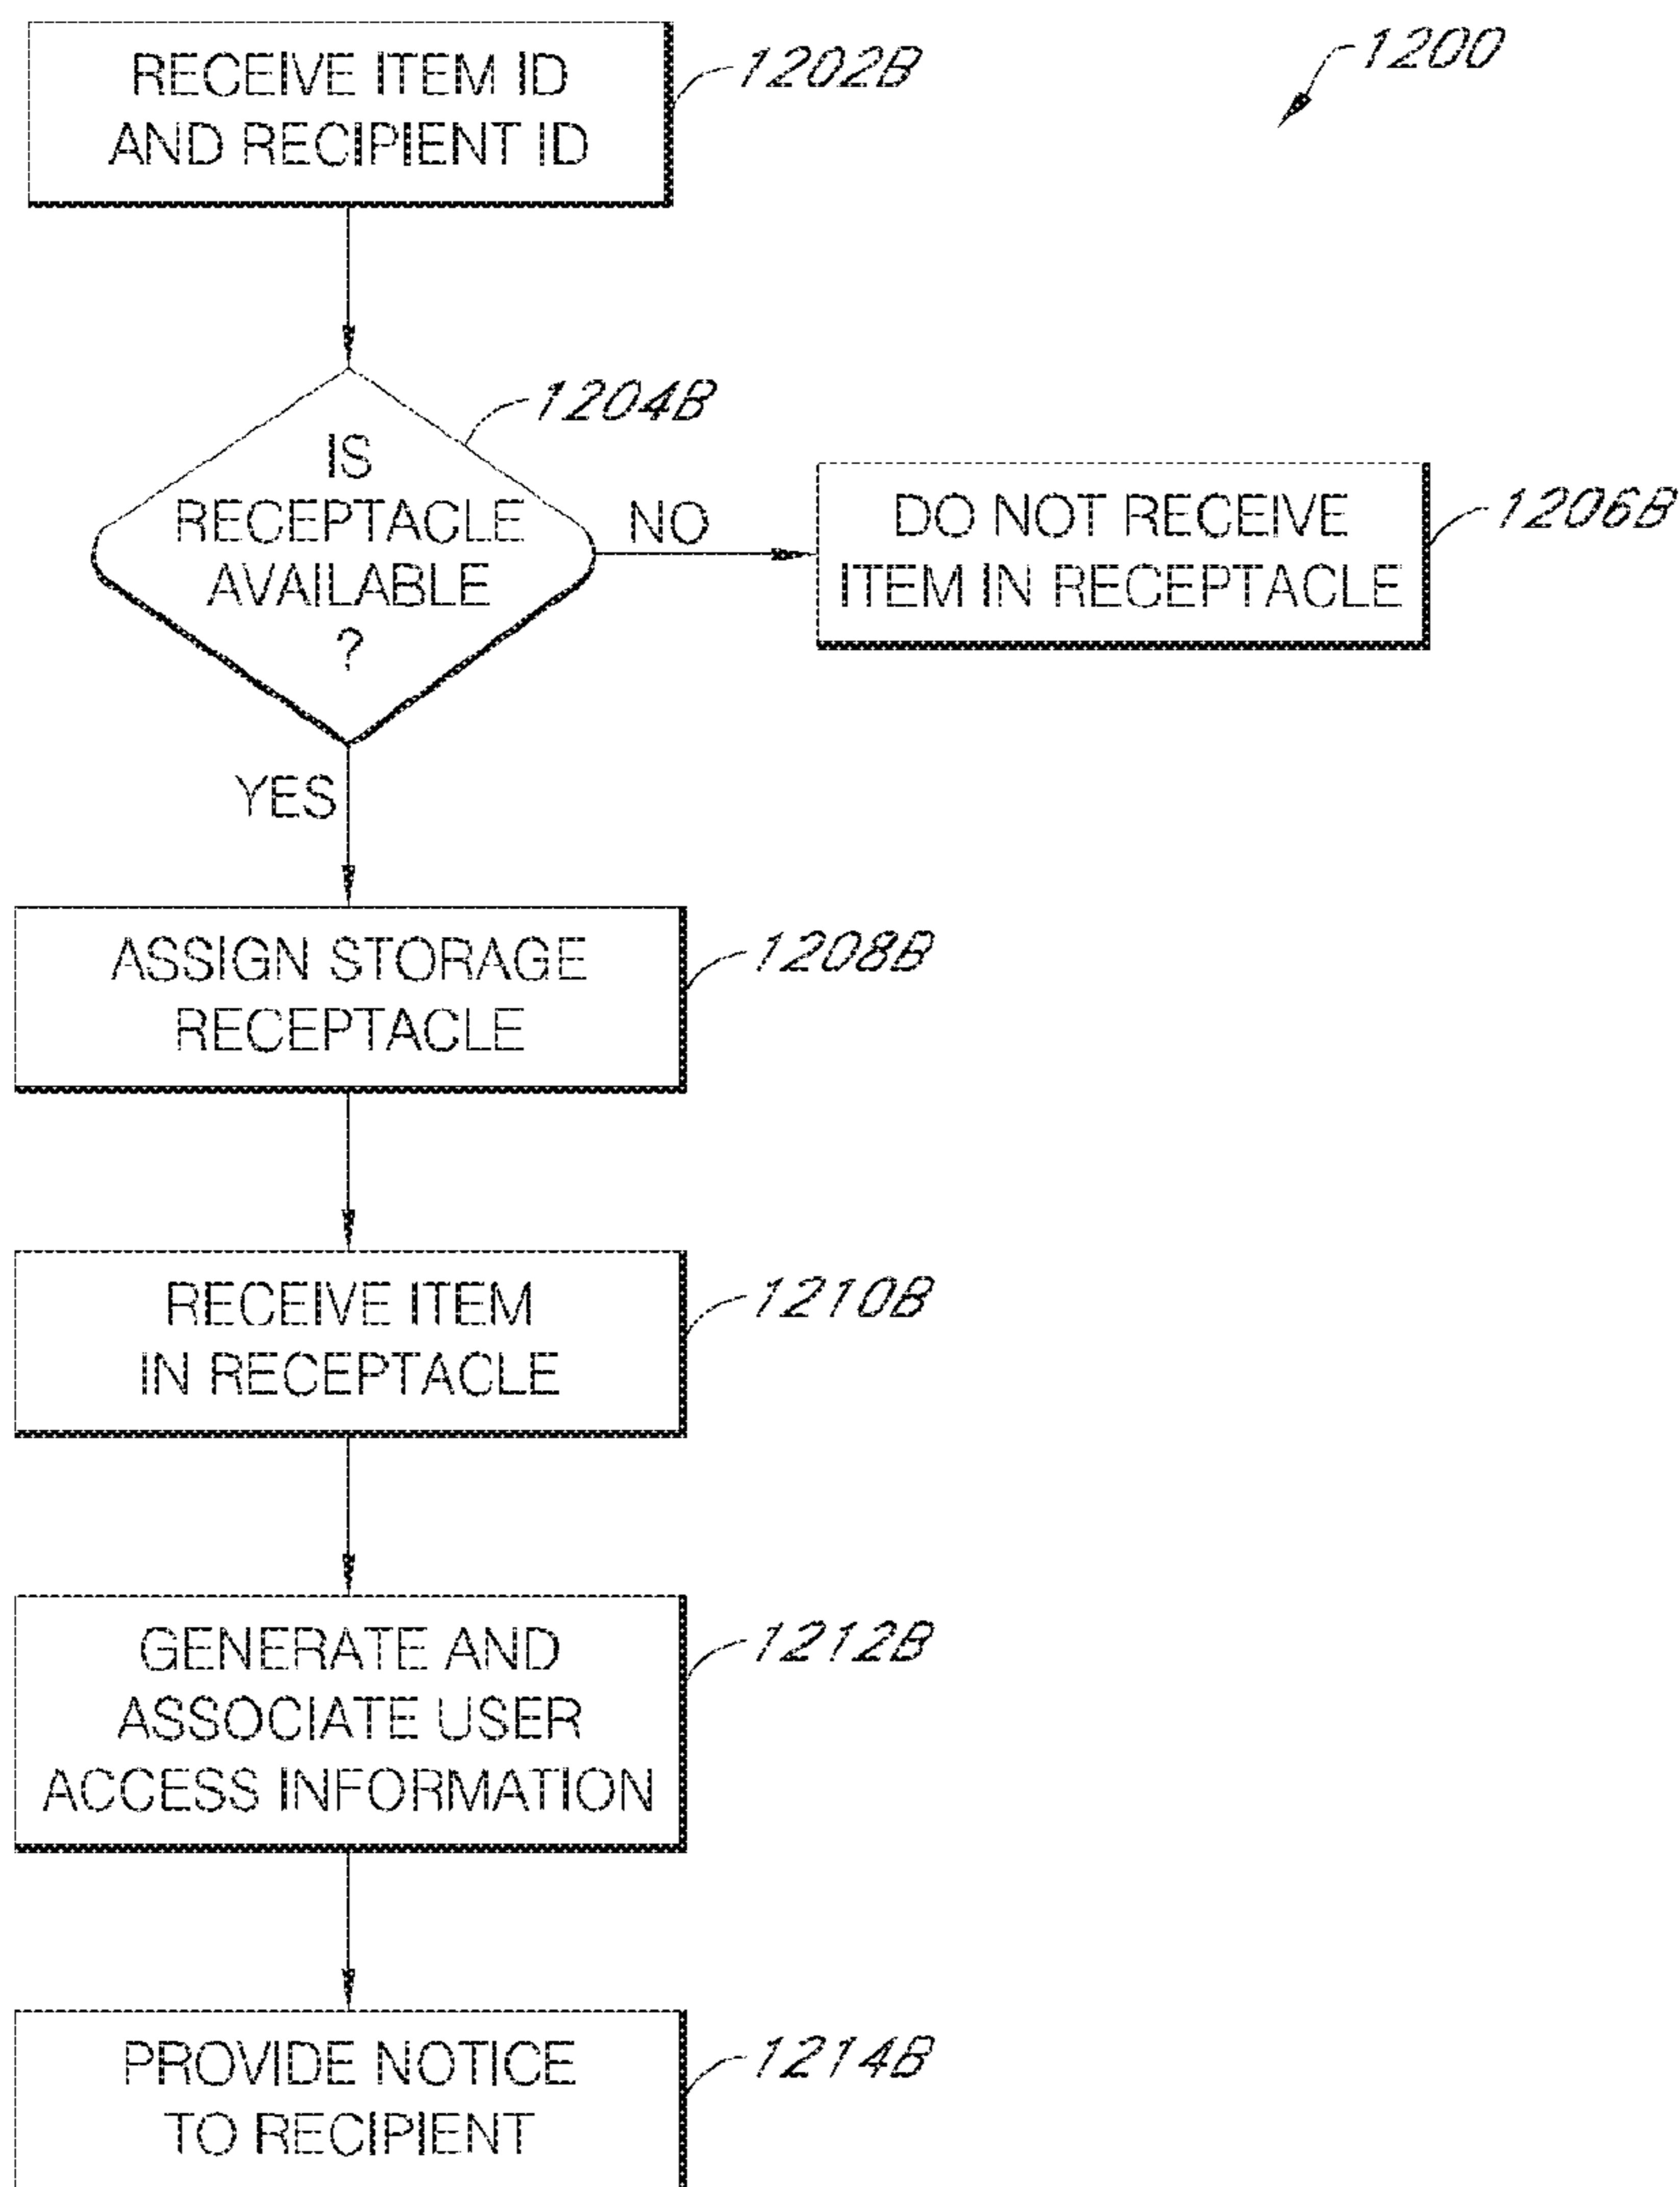 RECEIVE ITEM ID
AND RECIPIENT ID
1202B
1200
IS
RECEPTACLE
AVAILABLE
?
1204B
NO
DO NOT RECEIVE
ITEM IN RECEPTACLE
1206B
YES
ASSIGN STORAGE
RECEPTACLE
1208B
RECEIVE ITEM
IN RECEPTACLE
1210B
GENERATE AND
ASSOCIATE USER
ACCESS INFORMATION
1212B
PROVIDE NOTICE
TO RECIPIENT
1214B